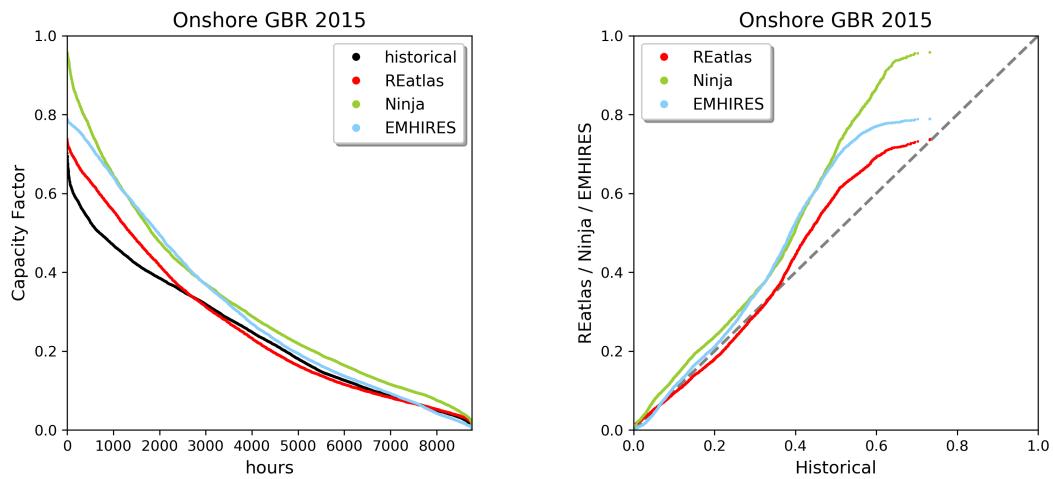 Onshore GBR 2015
1.0
0.8
0.6
0.4
0.2
0.0
Capacity Factor
historical
REatlas
Ninja
EMHIRES
0 1000 2000 3000 4000 5000 6000 7000 8000
hours
Onshore GBR 2015
1.0
0.8
0.6
0.4
0.2
0.0
REatlas / Ninja / EMHIRES
REatlas
Ninja
EMHIRES
0.0 0.2 0.4 0.6 0.8 1.0
Historical